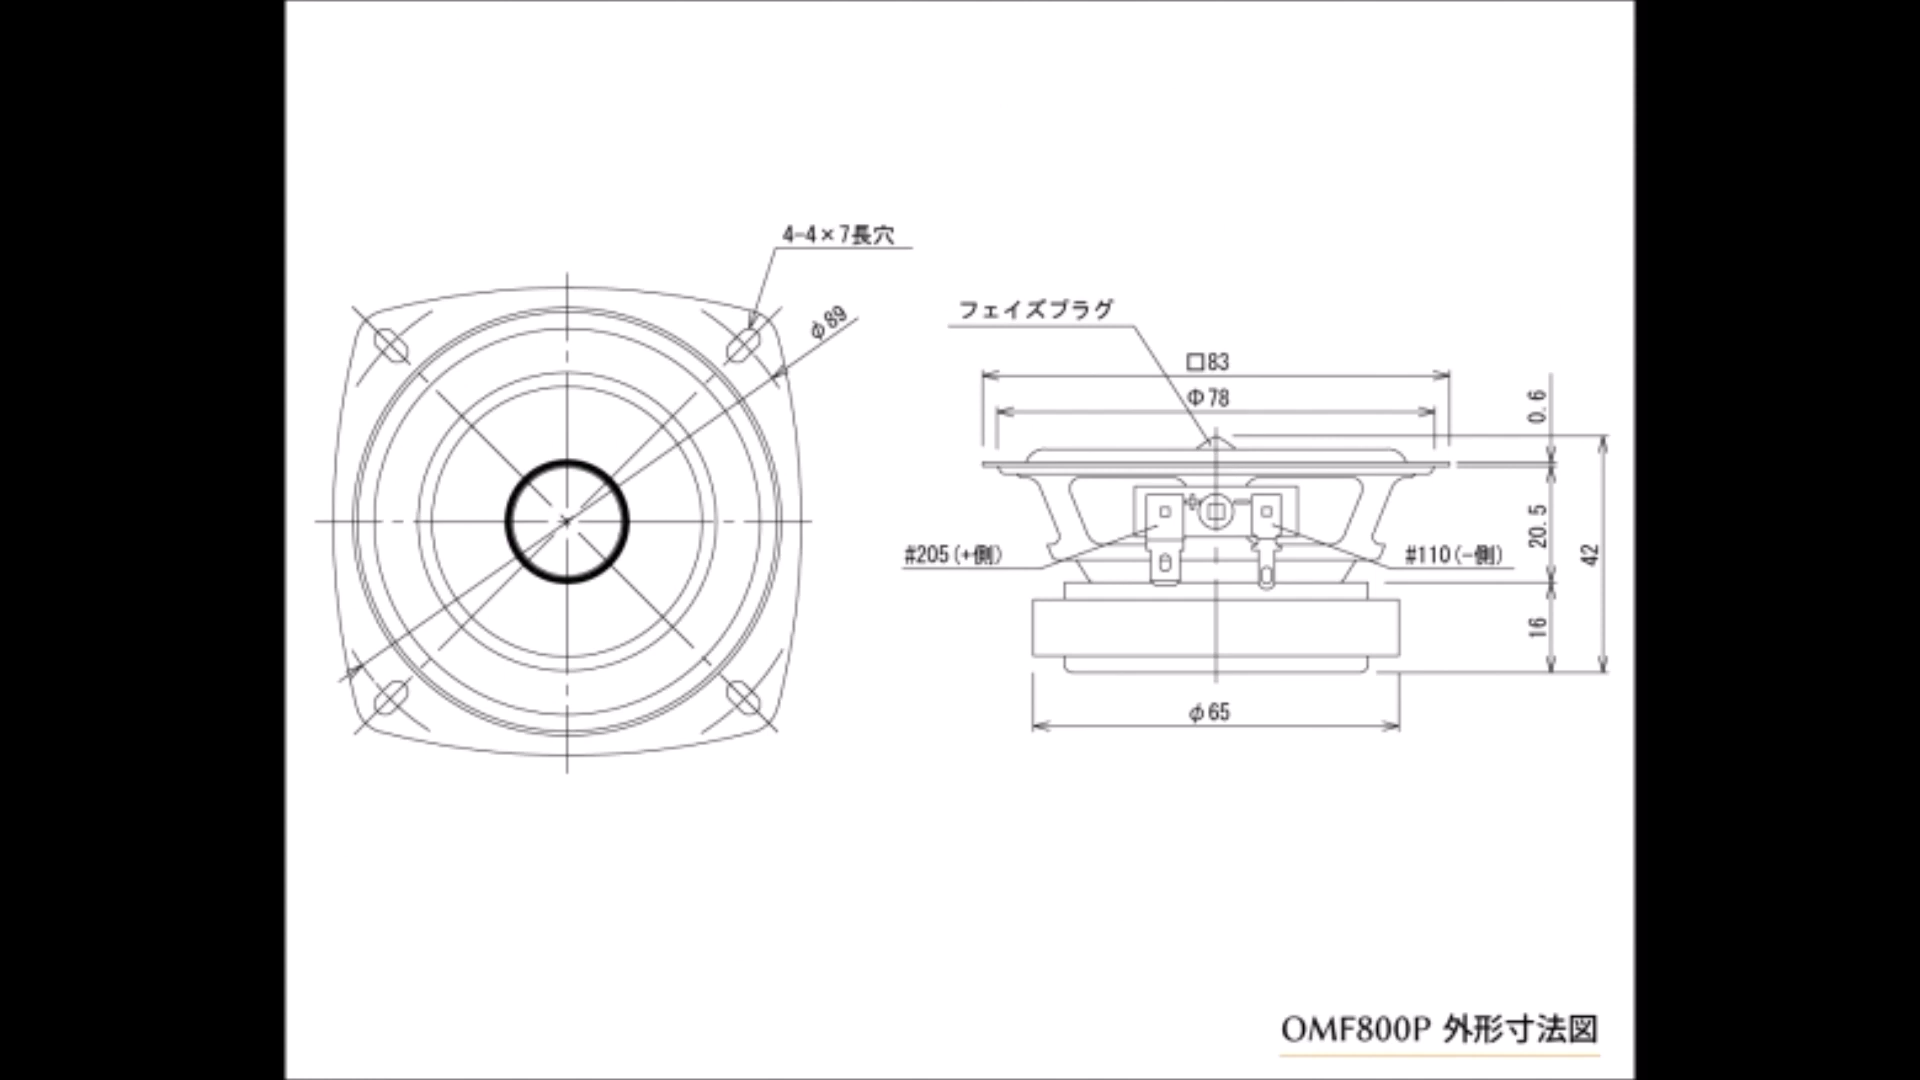 4-4×7長穴
φ89
フェイズプラグ
□83
Φ78
0.6
20.5
42
16
#205(+側)
#110(-側)
+
-
φ65
OMF800P 外形寸法図